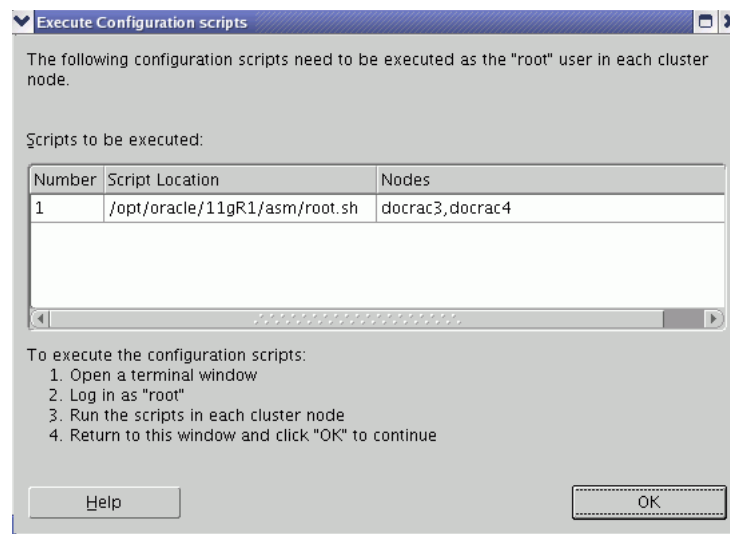 Execute Configuration scripts
The following configuration scripts need to be executed as the "root" user in each cluster
node.
Scripts to be executed:
Number Script Location Nodes
1 /opt/oracle/11gR1/asm/root.sh docrac3,docrac4
To execute the configuration scripts:
1. Open a terminal window
2. Log in as "root"
3. Run the scripts in each cluster node
4. Return to this window and click "OK" to continue
Help OK